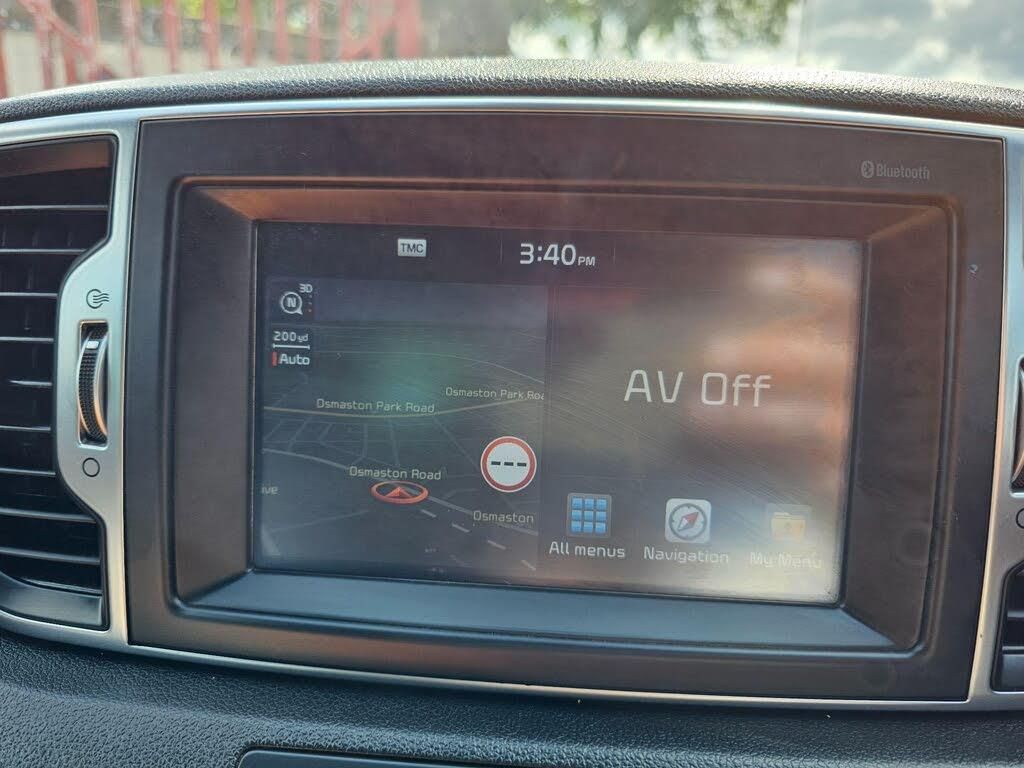 Bluetooth
TMC
3:40PM
3D
N
200yd
Auto
Osmaston Park Road
Osmaston Park Roa
AV Off
Osmaston Road
---
ive
Osmaston
All menus
Navigation
My Menu